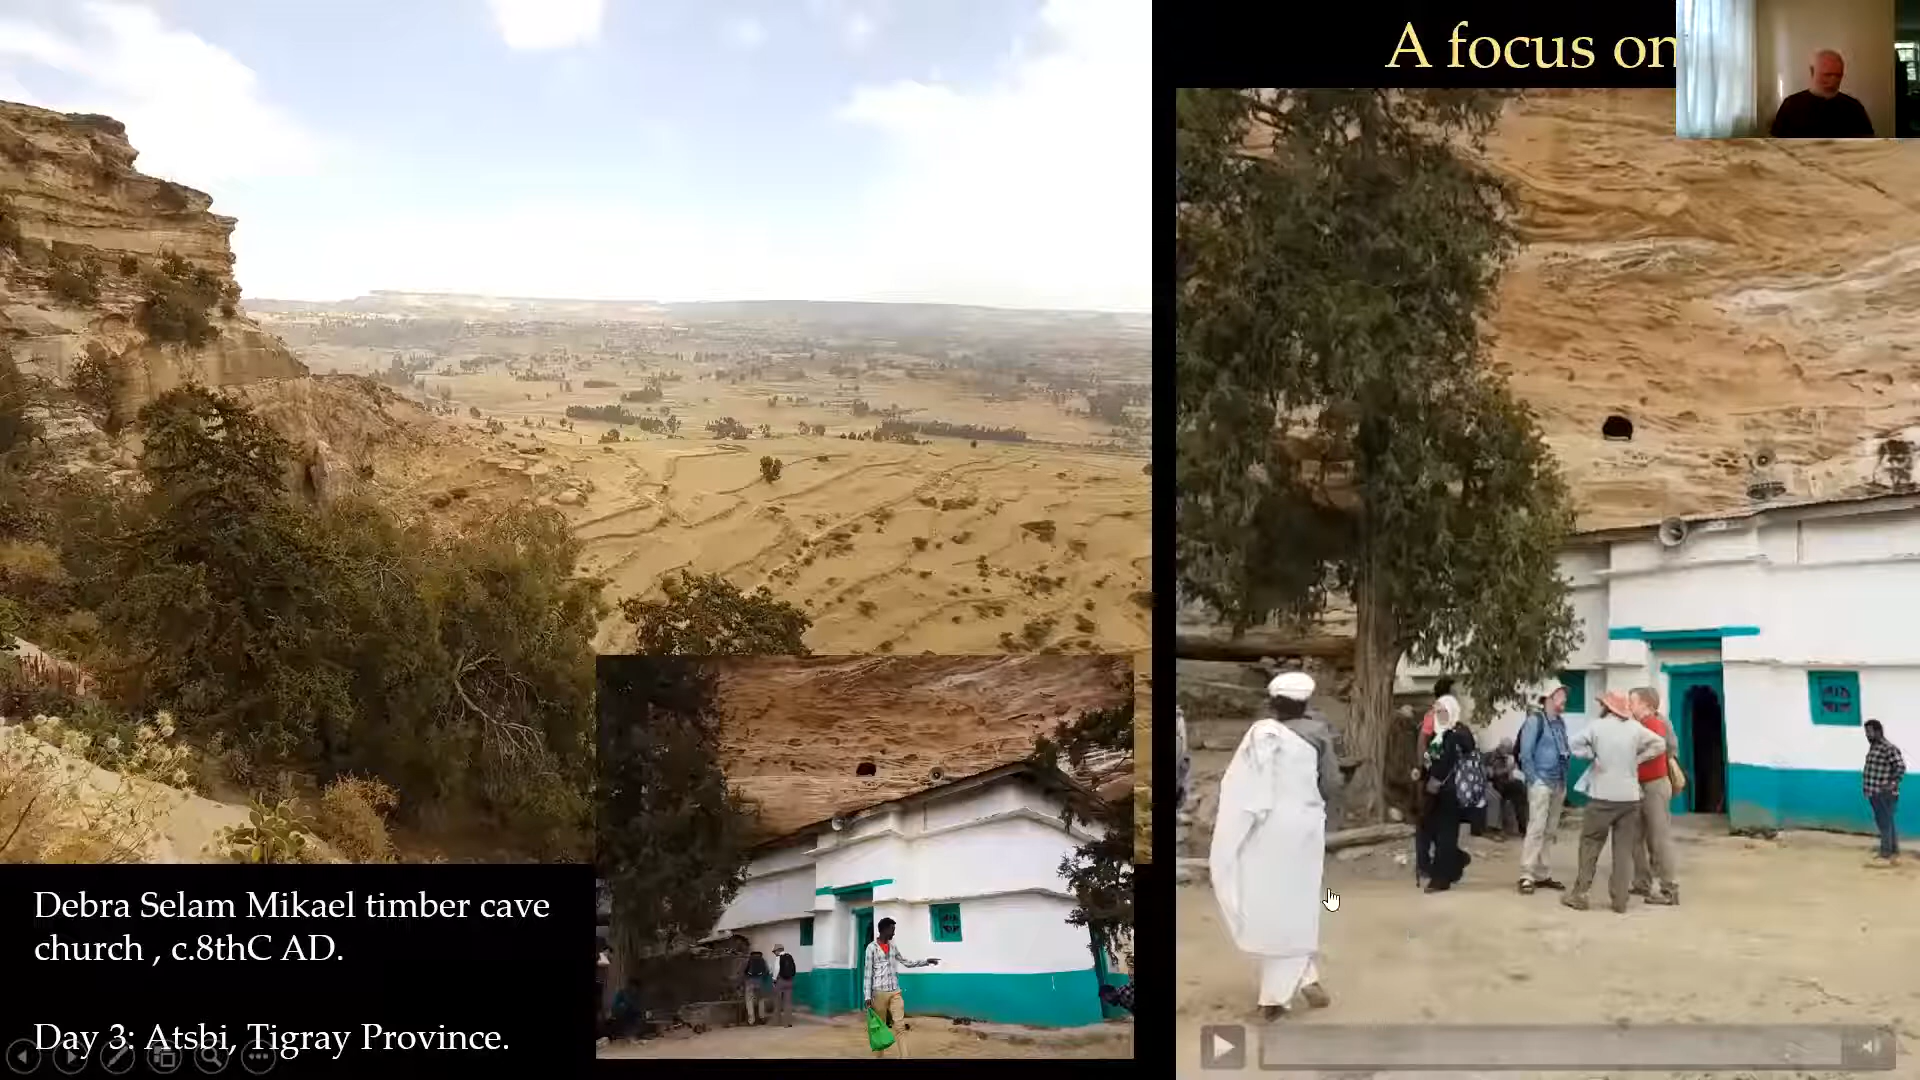 A focus on
Debra Selam Mikael timber cave
church , c.8thC AD.
Day 3: Atsbi, Tigray Province.